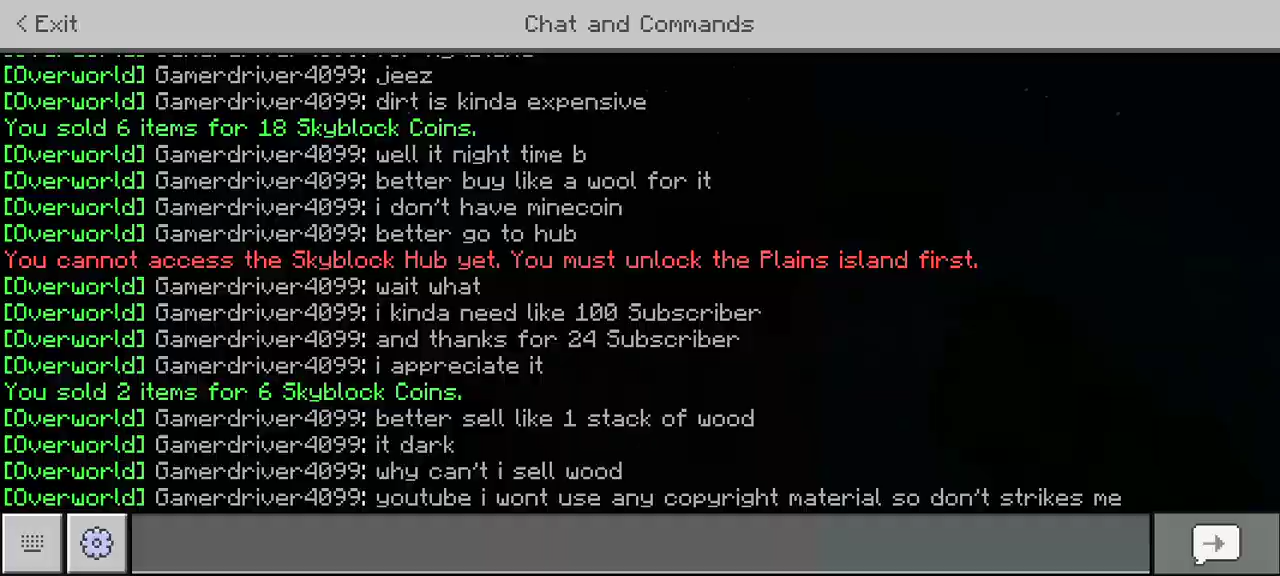 < Exit
Chat and Commands
[Overworld] Gamerdriver4099: jeez
[Overworld] Gamerdriver4099: dirt is kinda expensive
You sold 6 items for 18 Skyblock Coins.
[Overworld] Gamerdriver4099: well it night time b
[Overworld] Gamerdriver4099: better buy like a wool for it
[Overworld] Gamerdriver4099: i don't have minecoin
[Overworld] Gamerdriver4099: better go to hub
You cannot access the Skyblock Hub yet. You must unlock the Plains island first.
[Overworld] Gamerdriver4099: wait what
[Overworld] Gamerdriver4099: i kinda need like 100 Subscriber
[Overworld] Gamerdriver4099: and thanks for 24 Subscriber
[Overworld] Gamerdriver4099: i appreciate it
You sold 2 items for 6 Skyblock Coins.
[Overworld] Gamerdriver4099: better sell like 1 stack of wood
[Overworld] Gamerdriver4099: it dark
[Overworld] Gamerdriver4099: why can't i sell wood
[Overworld] Gamerdriver4099: youtube i wont use any copyright material so don't strikes me